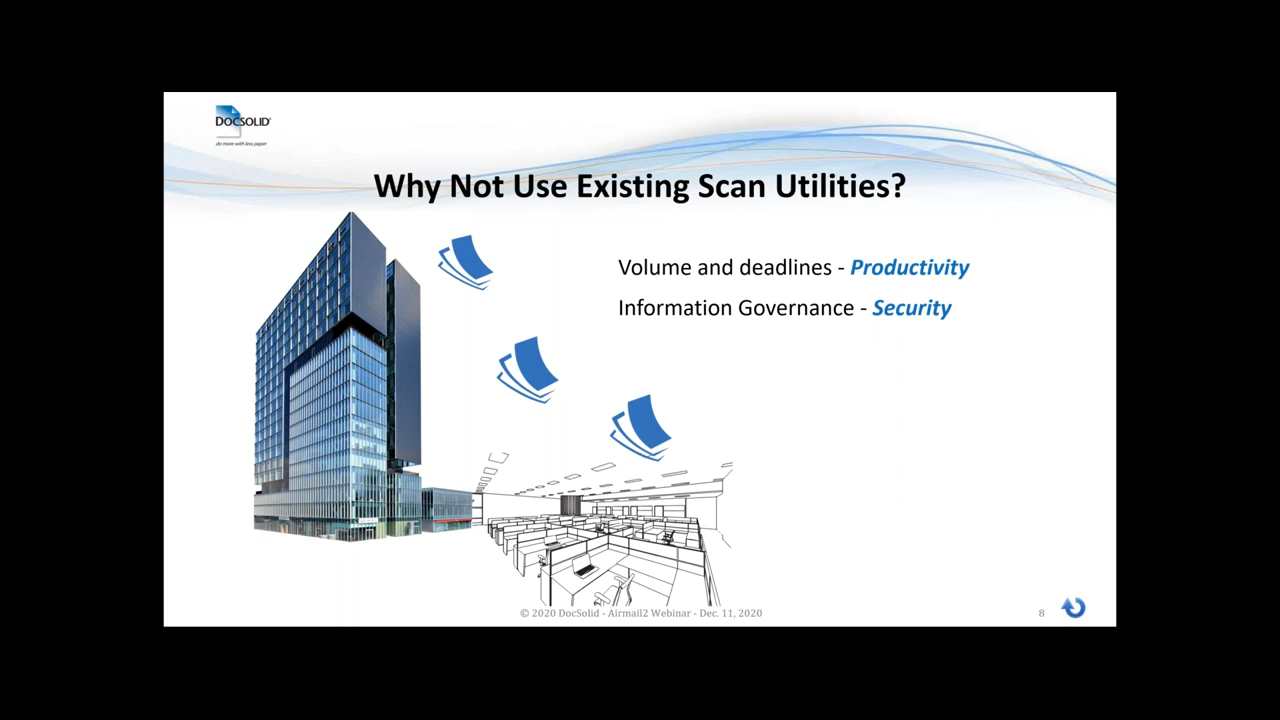 DOCSOLID®
do more with less paper
Why Not Use Existing Scan Utilities?
Volume and deadlines - Productivity
Information Governance - Security
© 2020 DocSolid - Airmail2 Webinar - Dec. 11, 2020
8